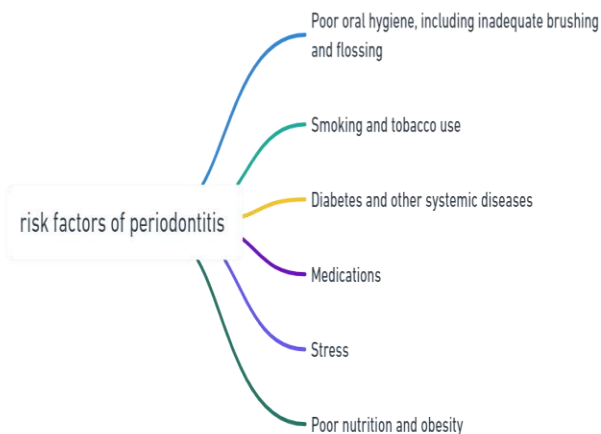 Poor oral hygiene, including inadequate brushing
and flossing
Smoking and tobacco use
risk factors of periodontitis
Diabetes and other systemic diseases
Medications
Stress
Poor nutrition and obesity